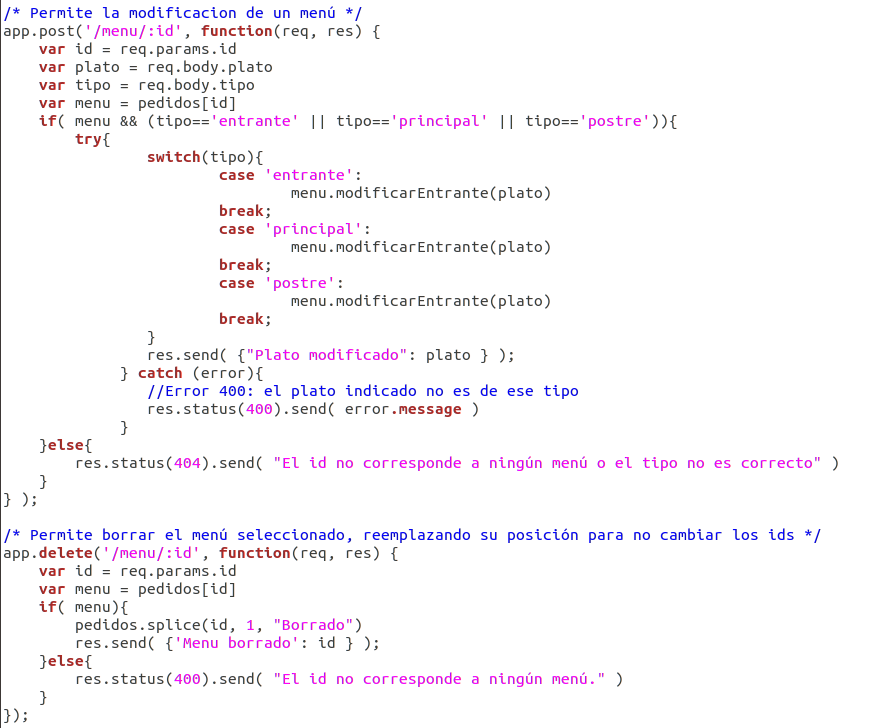 /* Permite la modificacion de un menú */
app.post('/menu/:id', function(req, res) {
    var id = req.params.id
    var plato = req.body.plato
    var tipo = req.body.tipo
    var menu = pedidos[id]
    if( menu && (tipo=='entrante' || tipo=='principal' || tipo=='postre')){
        try{
                switch(tipo){
                        case 'entrante':
                                menu.modificarEntrante(plato)
                        break;
                        case 'principal':
                                menu.modificarEntrante(plato)
                        break;
                        case 'postre':
                                menu.modificarEntrante(plato)
                        break;
                }
                res.send( {"Plato modificado": plato } );
             } catch (error){
                //Error 400: el plato indicado no es de ese tipo
                res.status(400).send( error.message )
             }
    }else{
        res.status(404).send( "El id no corresponde a ningún menú o el tipo no es correcto" )
    }
} );

/* Permite borrar el menú seleccionado, reemplazando su posición para no cambiar los ids */
app.delete('/menu/:id', function(req, res) {
    var id = req.params.id
    var menu = pedidos[id]
    if( menu){
        pedidos.splice(id, 1, "Borrado")
        res.send( {'Menu borrado': id } );
    }else{
        res.status(400).send( "El id no corresponde a ningún menú." )
    }
});